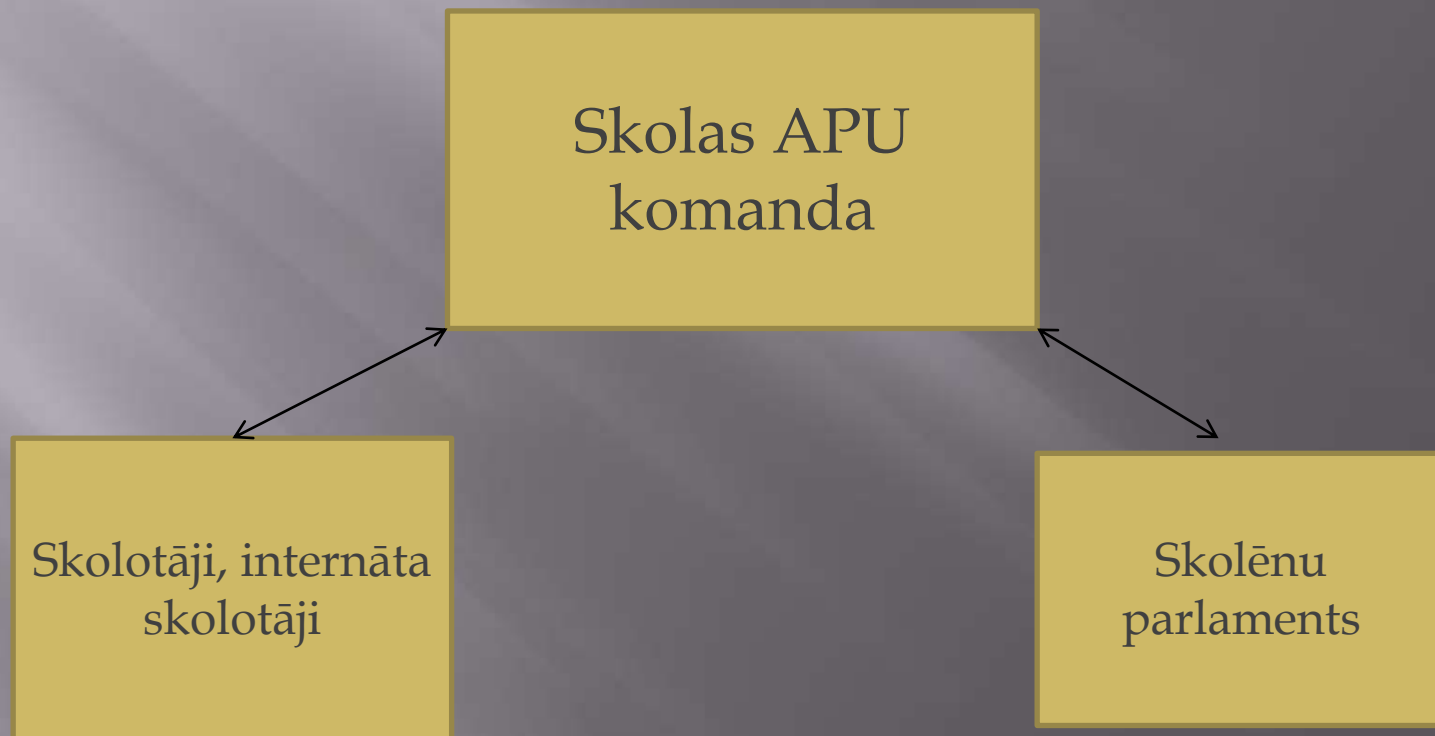 Skolas APU
komanda
Skolotāji, internāta
skolotāji
Skolēnu
parlaments